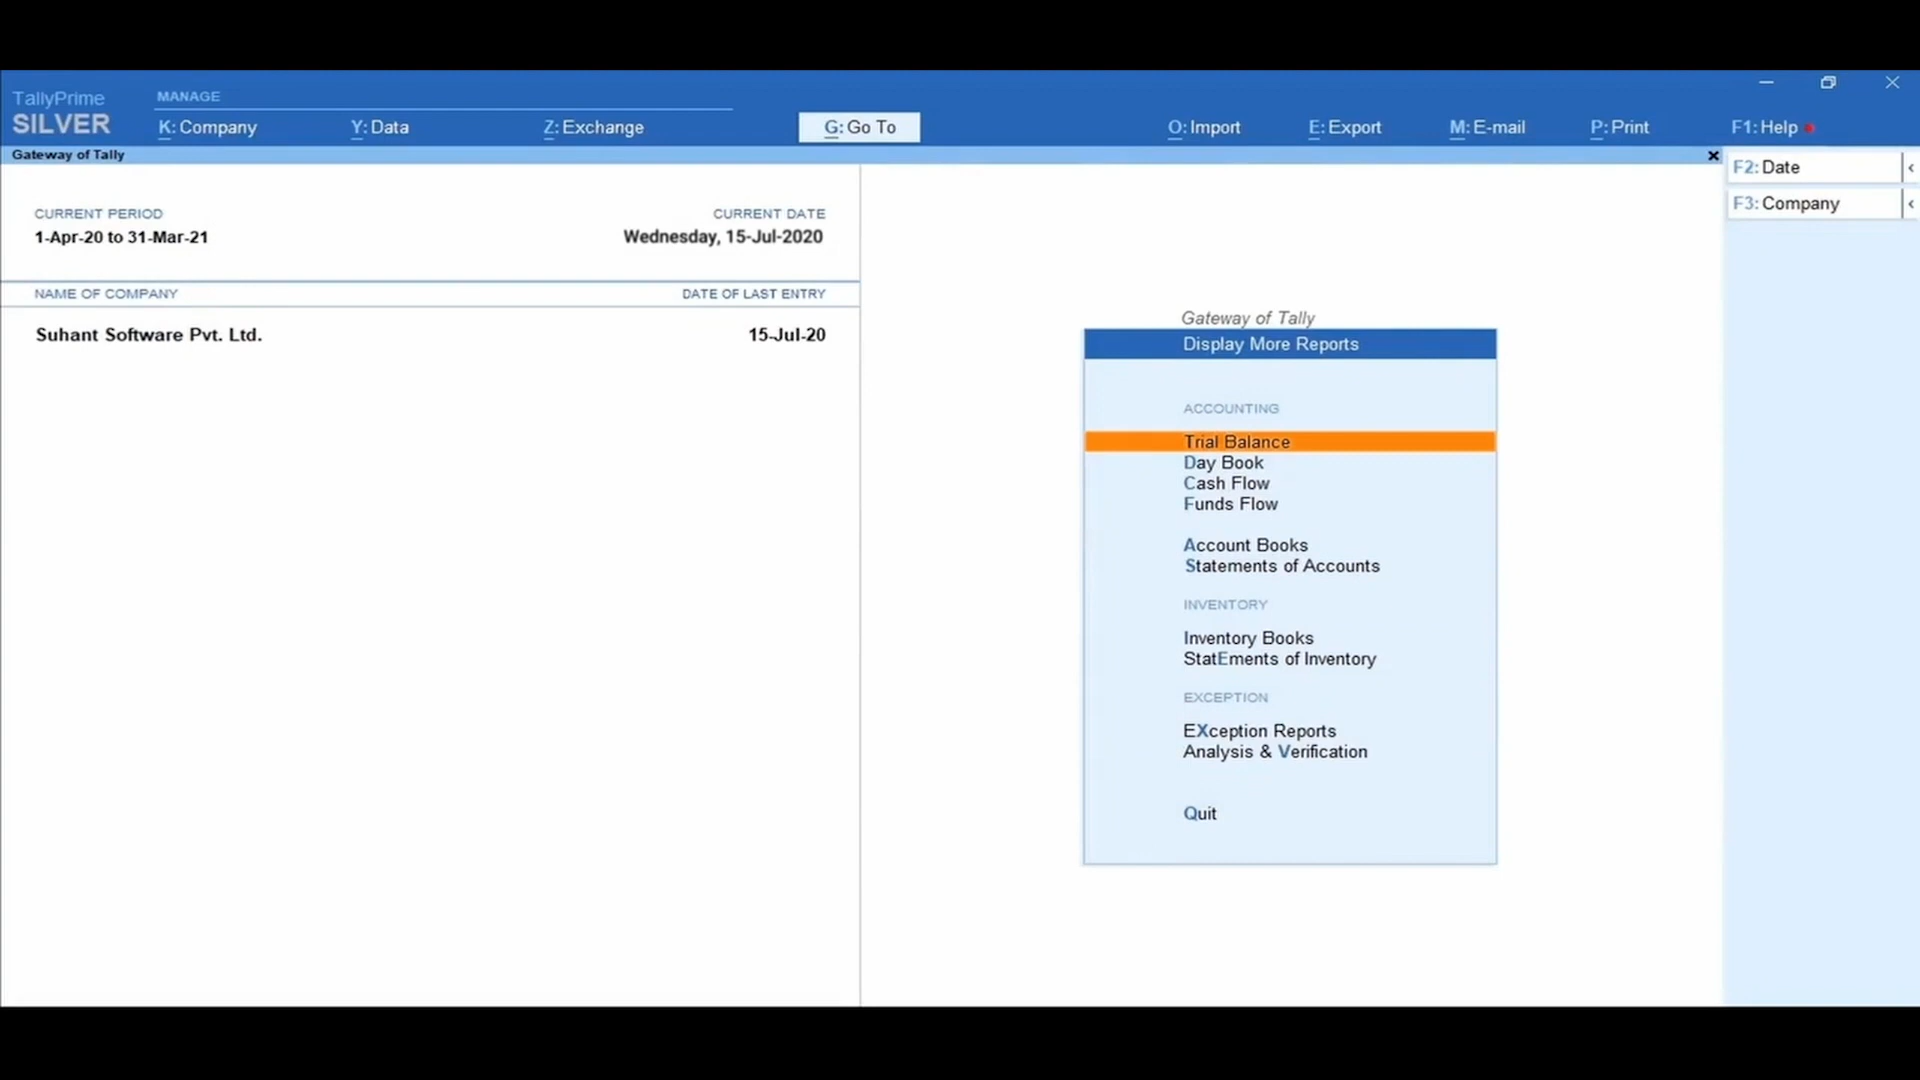 TallyPrime
SILVER
MANAGE
K: Company
Y: Data
Z: Exchange
G: Go To
O: Import
E: Export
M: E-mail
P: Print
F1: Help
Gateway of Tally
F2: Date
F3: Company
CURRENT PERIOD
CURRENT DATE
1-Apr-20 to 31-Mar-21
Wednesday, 15-Jul-2020
NAME OF COMPANY
DATE OF LAST ENTRY
Suhant Software Pvt. Ltd.
15-Jul-20
Gateway of Tally
Display More Reports
ACCOUNTING
Trial Balance
Day Book
Cash Flow
Funds Flow
Account Books
Statements of Accounts
INVENTORY
Inventory Books
StatEments of Inventory
EXCEPTION
EXception Reports
Analysis & Verification
Quit